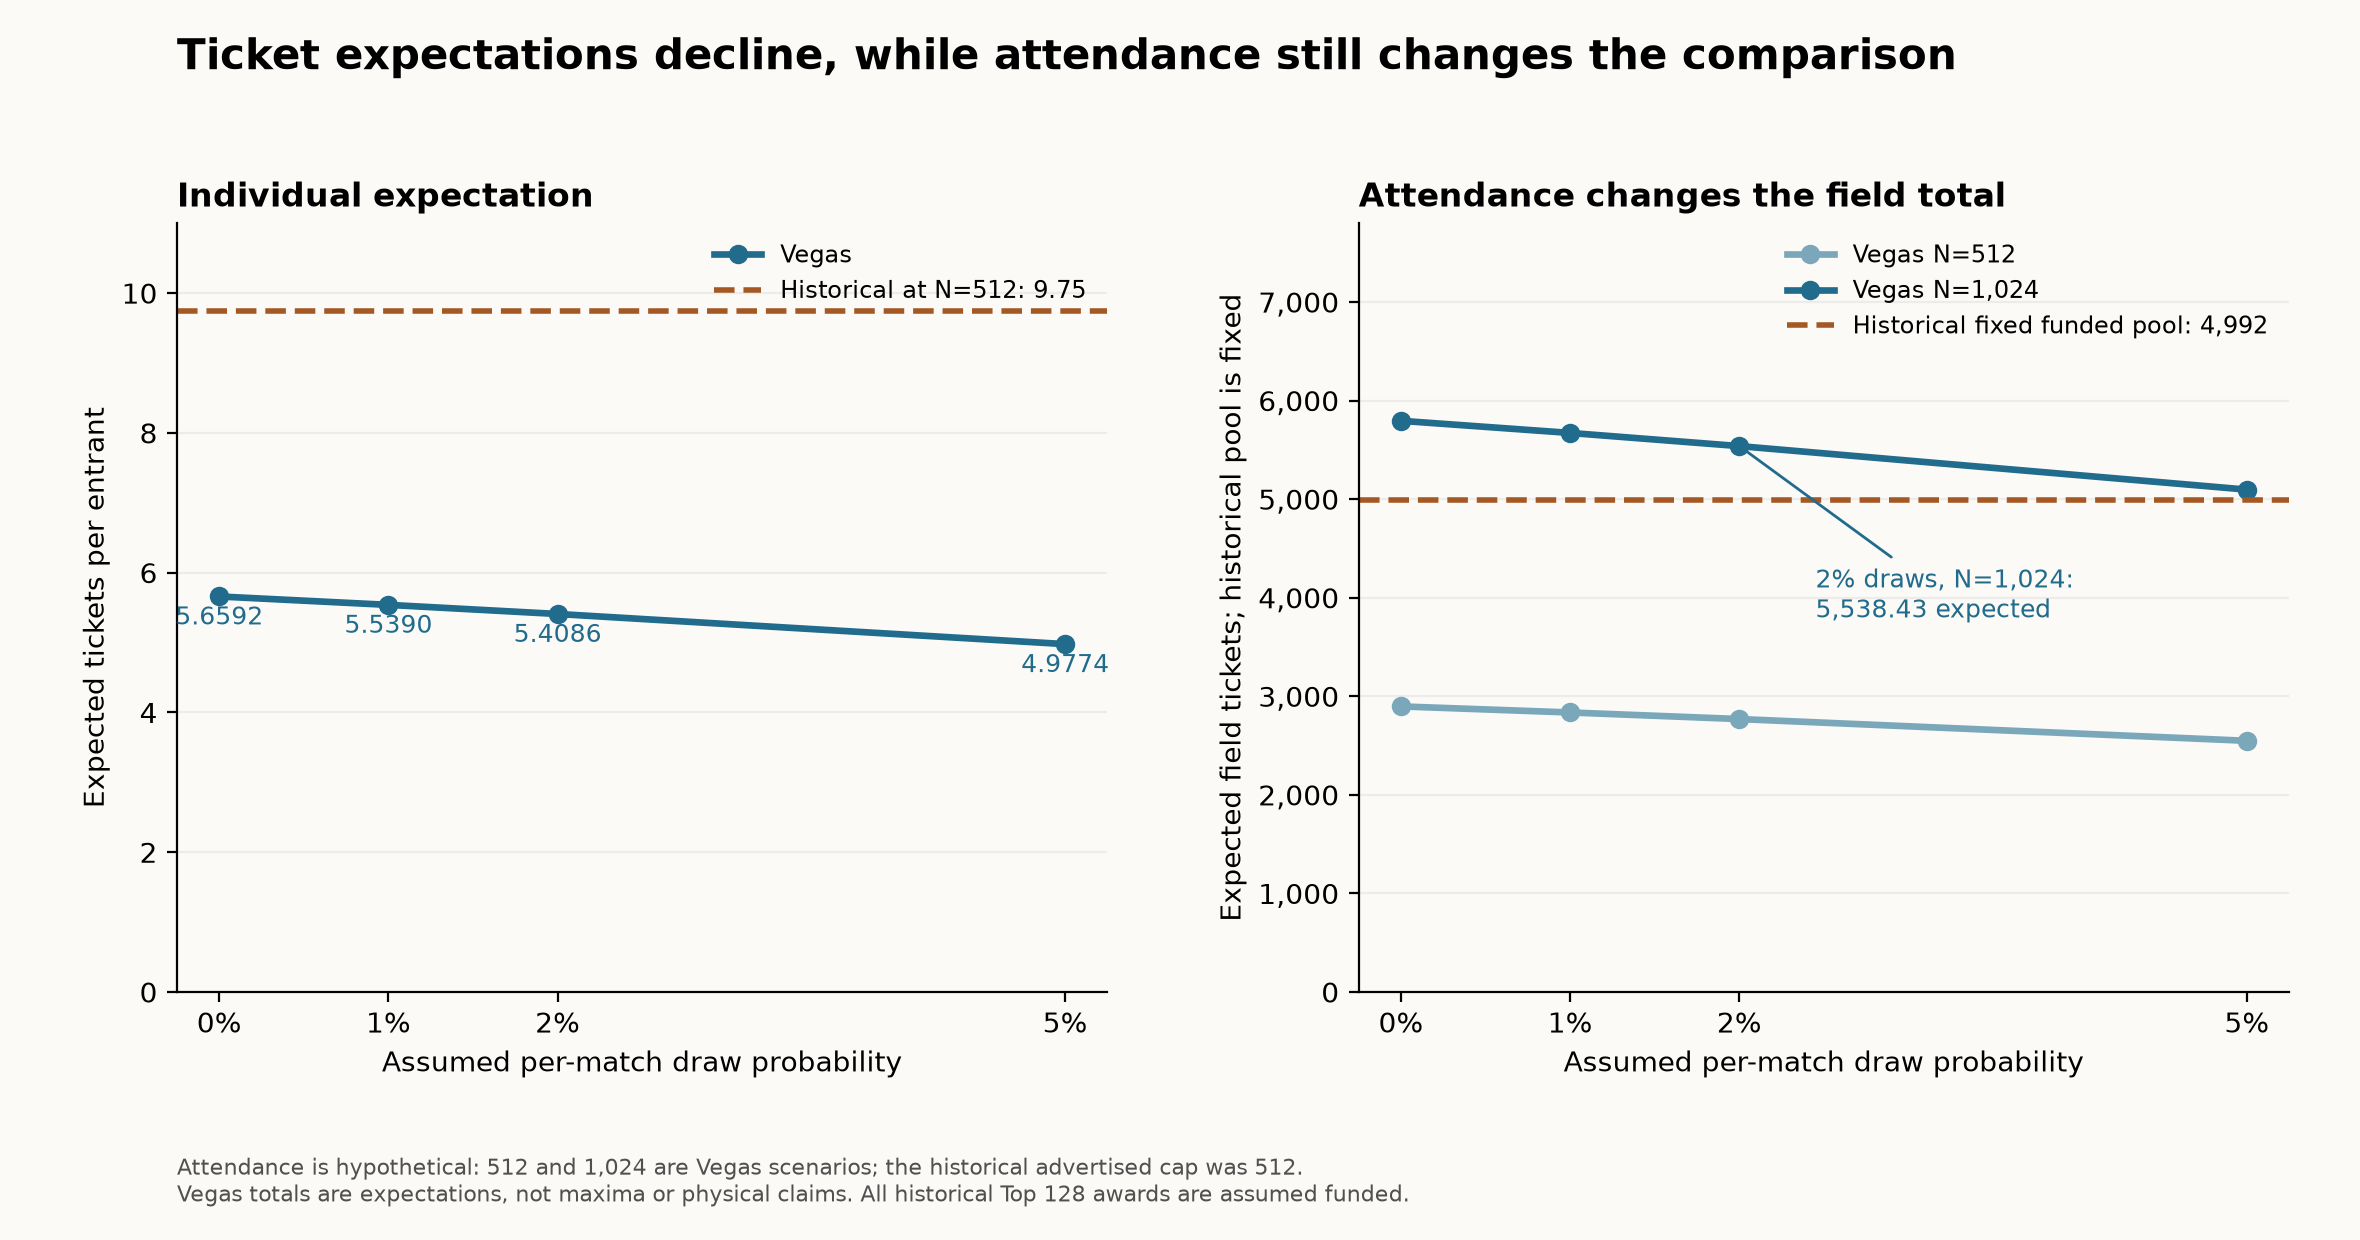 Ticket expectations decline, while attendance still changes the comparison
Individual expectation
Vegas
Historical at N=512: 9.75
Expected tickets per entrant
10
8
6
4
2
0
5.6592
5.5390
5.4086
4.9774
0%
1%
2%
5%
Assumed per-match draw probability
Attendance changes the field total
Vegas N=512
Vegas N=1,024
Historical fixed funded pool: 4,992
Expected field tickets; historical pool is fixed
7,000
6,000
5,000
4,000
3,000
2,000
1,000
0
2% draws, N=1,024:
5,538.43 expected
0%
1%
2%
5%
Assumed per-match draw probability
Attendance is hypothetical: 512 and 1,024 are Vegas scenarios; the historical advertised cap was 512.
Vegas totals are expectations, not maxima or physical claims. All historical Top 128 awards are assumed funded.